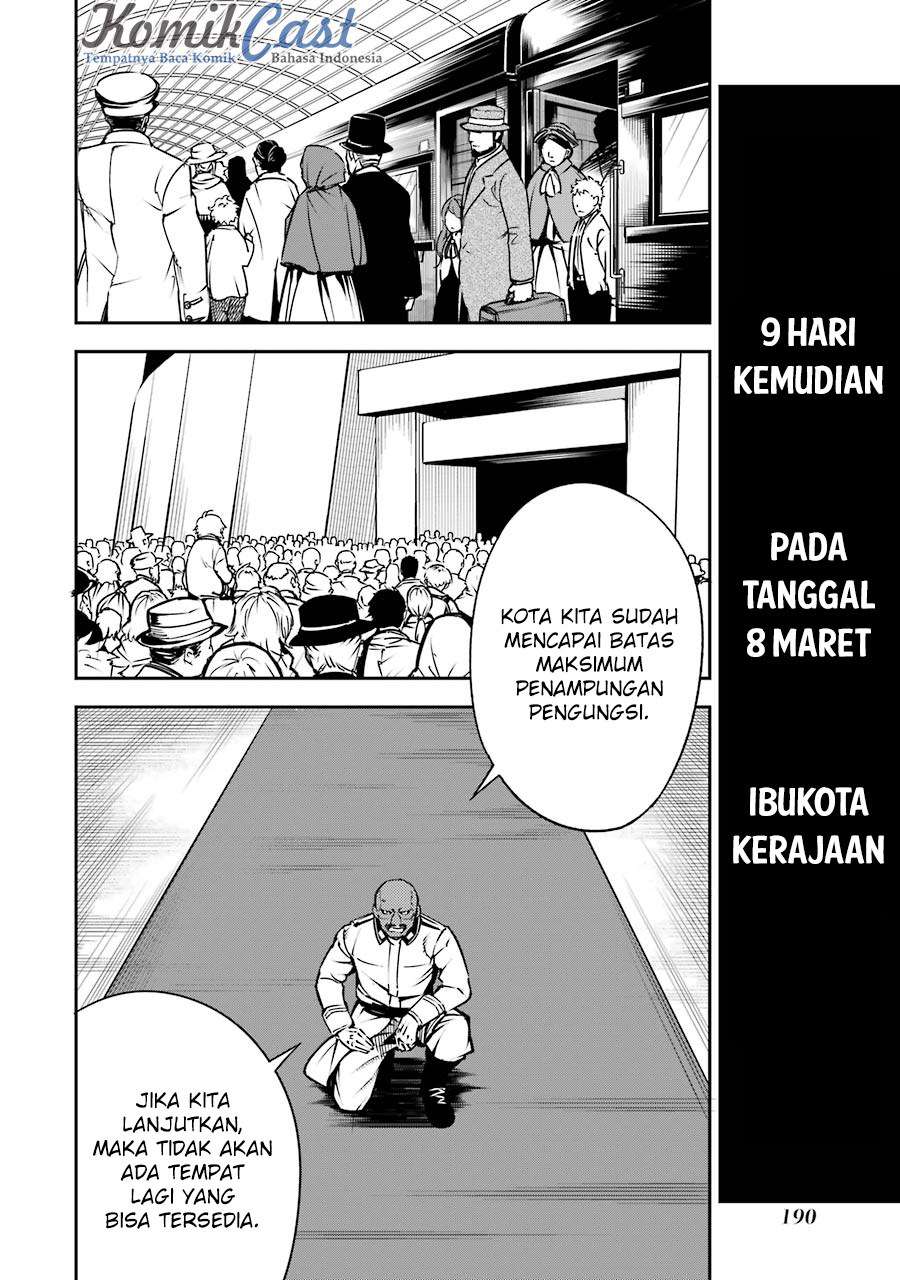 KomikCast
Tempatnya Baca Komik Bahasa Indonesia
9 HARI
KEMUDIAN
PADA
TANGGAL
8 MARET
IBUKOTA
KERAJAAN
KOTA KITA SUDAH
MENCAPAI BATAS
MAKSIMUM
PENAMPUNGAN
PENGUNGSI.
JIKA KITA
LANJUTKAN,
MAKA TIDAK AKAN
ADA TEMPAT
LAGI YANG
BISA TERSEDIA.
190